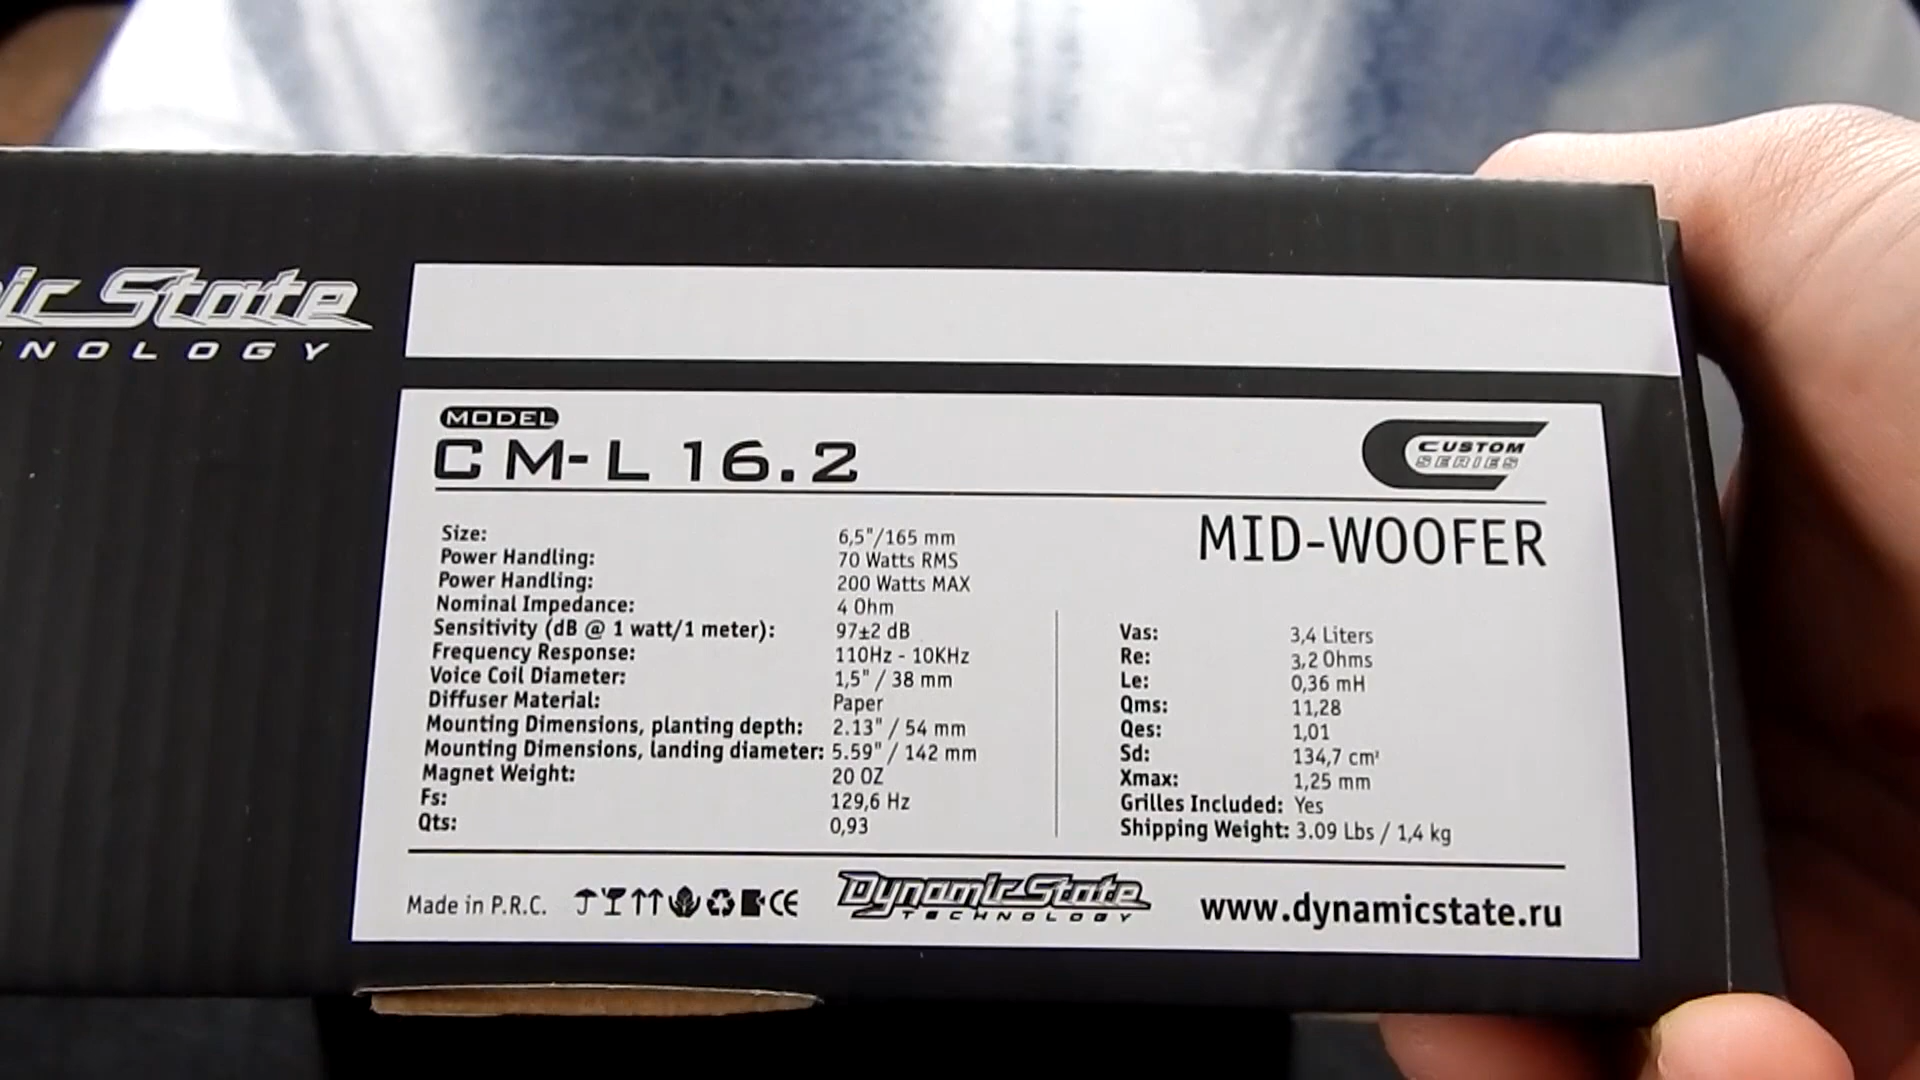 ic State
NOLOGY
MODEL
CM-L 16.2
CUSTOM
SERIES
MID-WOOFER
Size: 6,5"/165 mm
Power Handling: 70 Watts RMS
Power Handling: 200 Watts MAX
Nominal Impedance: 4 Ohm
Sensitivity (dB @ 1 watt/1 meter): 97±2 dB
Frequency Response: 110Hz - 10KHz
Voice Coil Diameter: 1,5" / 38 mm
Diffuser Material: Paper
Mounting Dimensions, planting depth: 2.13" / 54 mm
Mounting Dimensions, landing diameter: 5.59" / 142 mm
Magnet Weight: 20 OZ
Fs: 129,6 Hz
Qts: 0,93
Vas: 3,4 Liters
Re: 3,2 Ohms
Le: 0,36 mH
Qms: 11,28
Qes: 1,01
Sd: 134,7 cm²
Xmax: 1,25 mm
Grilles Included: Yes
Shipping Weight: 3.09 Lbs / 1,4 kg
Made in P.R.C.
CE
Dynamic State
TECHNOLOGY
www.dynamicstate.ru